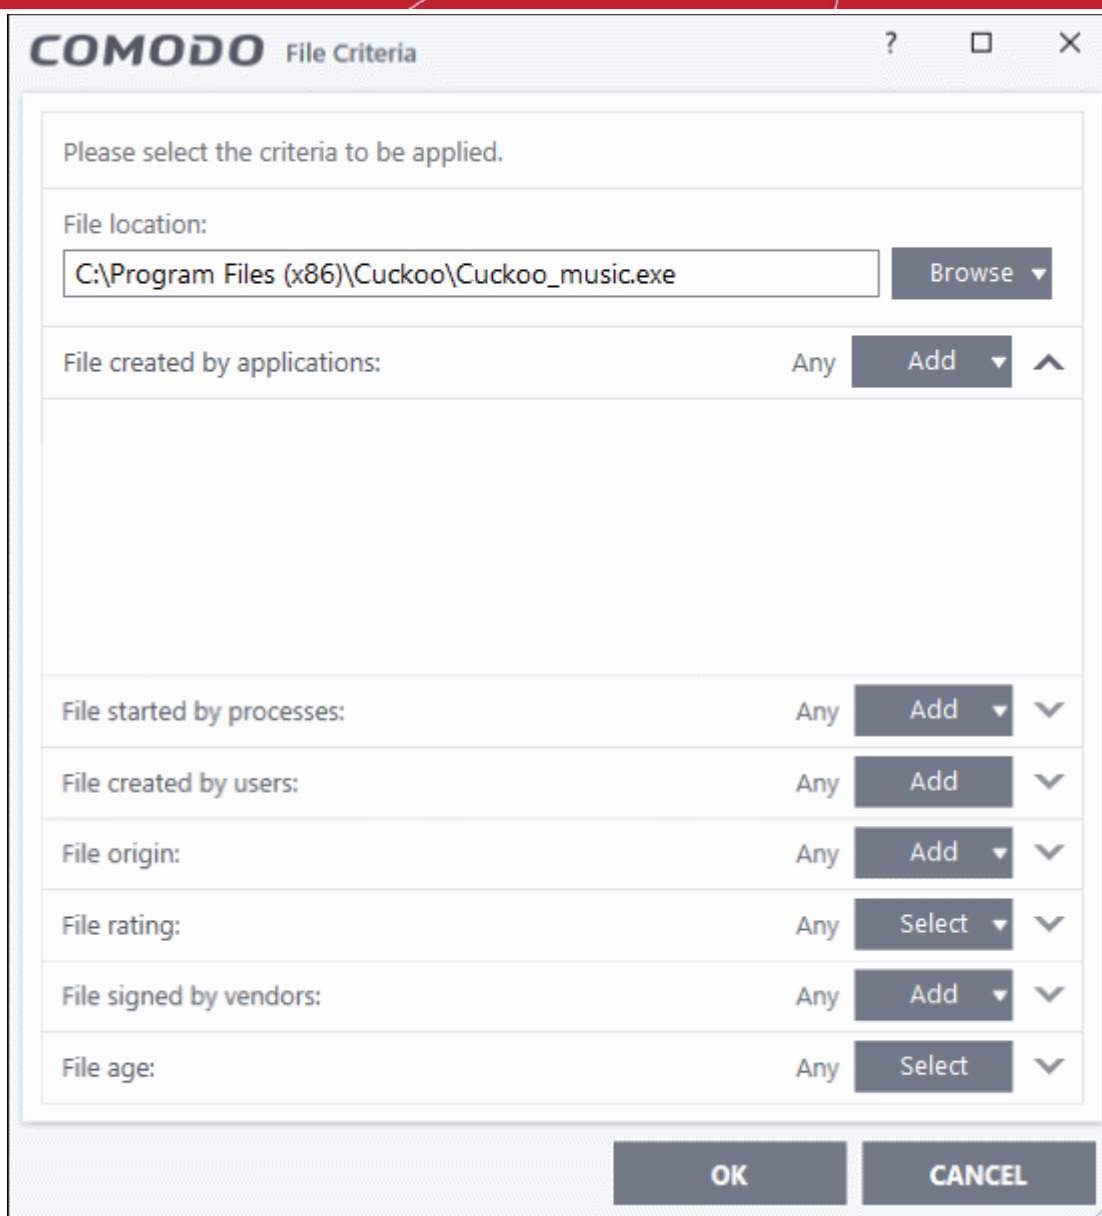 COMODO File Criteria ?
Please select the criteria to be applied.
File location:
C:\Program Files (x86)\Cuckoo\Cuckoo_music.exe Browse
File created by applications: Any Add
File started by processes: Any Add
File created by users: Any Add
File origin: Any Add
File rating: Any Select
File signed by vendors: Any Add
File age: Any Select
OK CANCEL